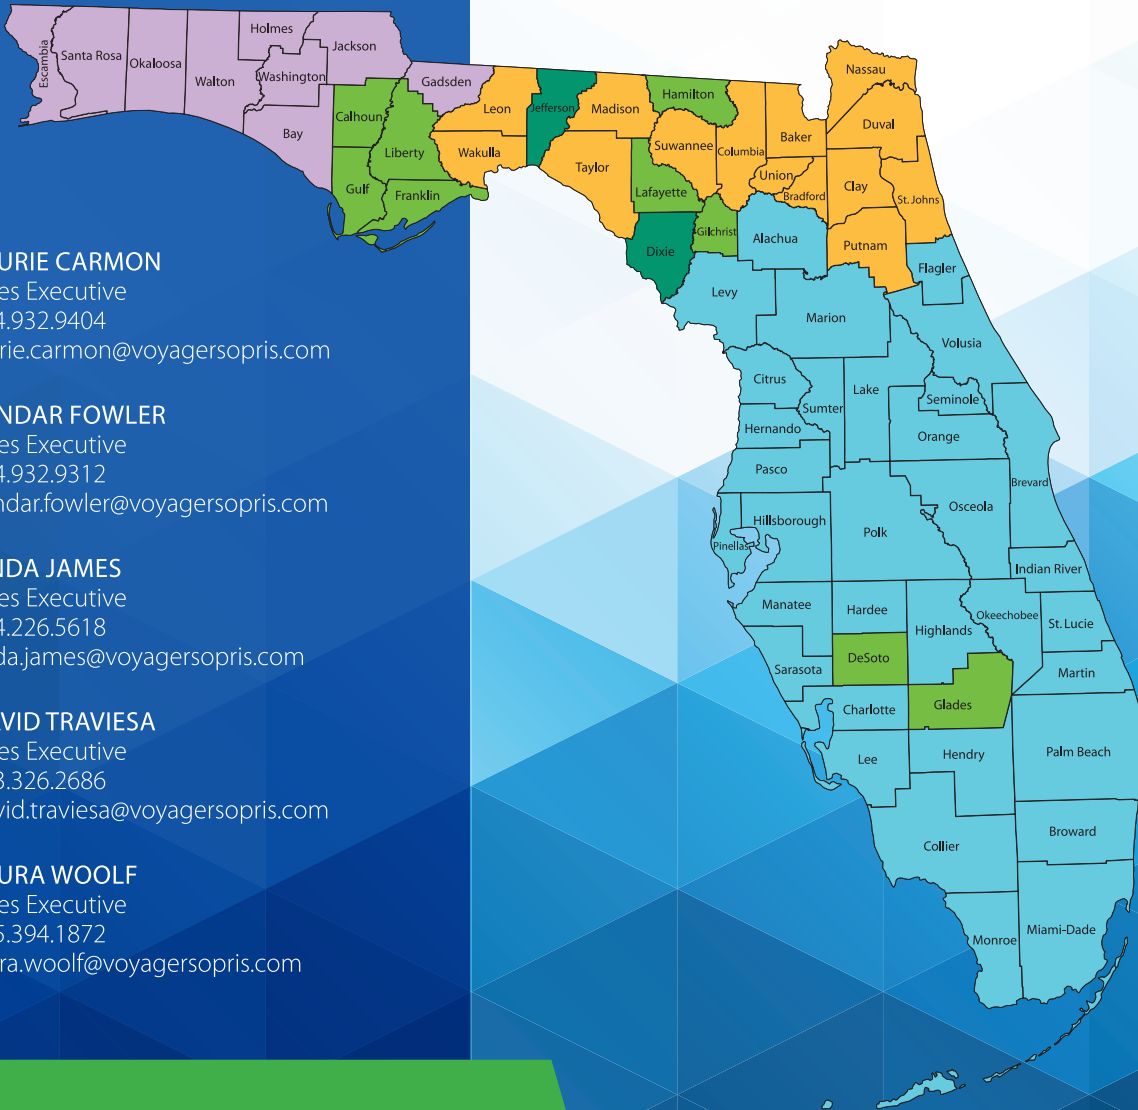 URIE CARMON
es Executive
4.932.9404
rie.carmon@voyagersopris.com
NDAR FOWLER
es Executive
4.932.9312
ndar.fowler@voyagersopris.com
NDA JAMES
es Executive
4.226.5618
da.james@voyagersopris.com
VID TRAVIESA
es Executive
3.326.2686
vid.traviesa@voyagersopris.com
URA WOOLF
es Executive
5.394.1872
ra.woolf@voyagersopris.com
Escambia
Santa Rosa
Okaloosa
Walton
Holmes
Washington
Jackson
Bay
Calhoun
Gulf
Liberty
Franklin
Gadsden
Leon
Wakulla
Jefferson
Madison
Taylor
Hamilton
Suwannee
Lafayette
Dixie
Columbia
Gilchrist
Baker
Union
Bradford
Nassau
Duval
Clay
St. Johns
Putnam
Alachua
Flagler
Levy
Marion
Volusia
Citrus
Sumter
Lake
Seminole
Hernando
Orange
Pasco
Brevard
Osceola
Hillsborough
Pinellas
Polk
Indian River
Manatee
Hardee
Highlands
Okeechobee
St. Lucie
Sarasota
DeSoto
Martin
Charlotte
Glades
Lee
Hendry
Palm Beach
Collier
Broward
Monroe
Miami-Dade